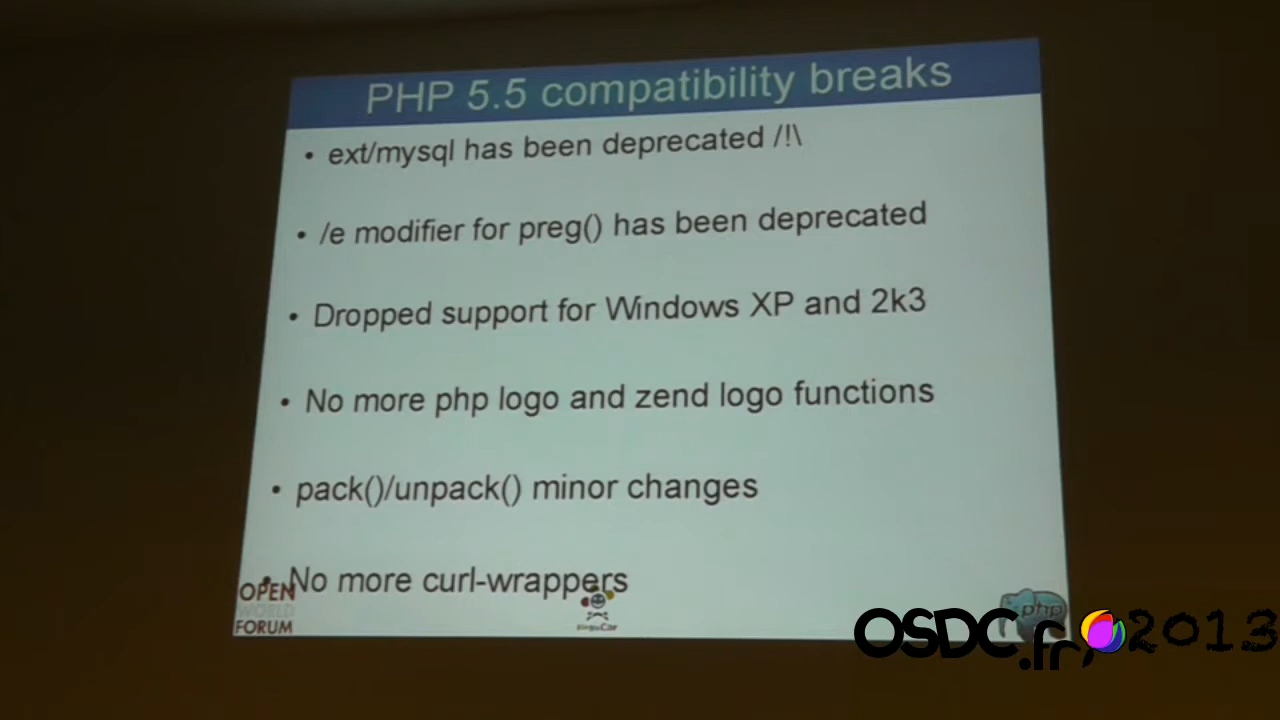 PHP 5.5 compatibility breaks
• ext/mysql has been deprecated /!\
• /e modifier for preg() has been deprecated
• Dropped support for Windows XP and 2k3
• No more php logo and zend logo functions
• pack()/unpack() minor changes
• No more curl-wrappers
OPEN
WORLD
FORUM
php
OSDC.fr 2013